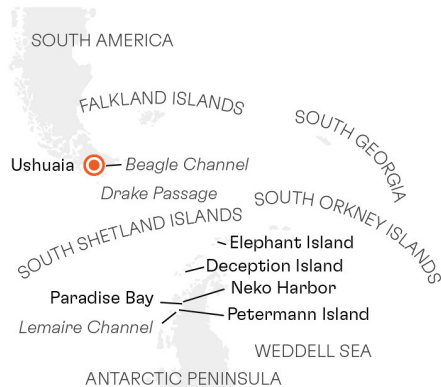 SOUTH AMERICA
FALKLAND ISLANDS
SOUTH GEORGIA
Ushuaia
Beagle Channel
Drake Passage
SOUTH SHETLAND ISLANDS
SOUTH ORKNEY ISLANDS
Elephant Island
Deception Island
Neko Harbor
Paradise Bay
Petermann Island
Lemaire Channel
WEDDELL SEA
ANTARCTIC PENINSULA